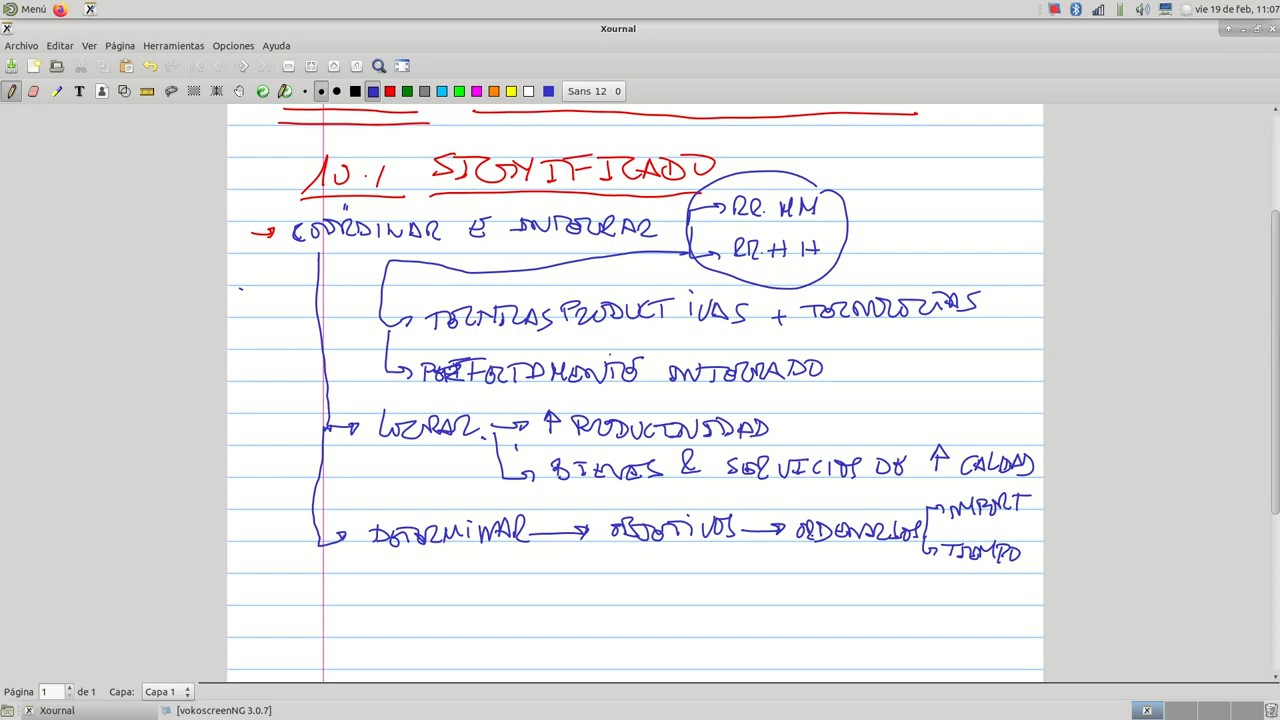 Menú
vie 19 de feb, 11:07
Xournal
Archivo Editar Ver Página Herramientas Opciones Ayuda
Sans 12 0
10.1 SIGNIFICADO
→ COORDINAR E INTEGRAR → RR. MM
→ RR. HH
→ TECNICAS PRODUCTIVAS + TECNOLOGIAS
→ INTEGRADO
→ LOGRAR → ↑ PRODUCTIVIDAD
→ BIENES & SERVICIOS DE ↑ CALIDAD
→ DETERMINAR → OBJETIVOS → ORDENARLOS → IMPORT
→ TIEMPO
Página 1 de 1 Capa: Capa 1
Xournal [vokoscreenNG 3.0.7]